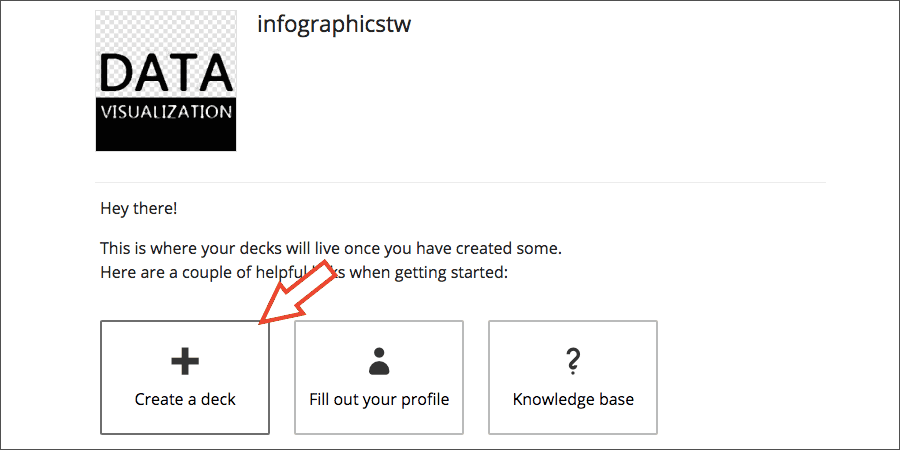 infographicstw
DATA
VISUALIZATION
Hey there!
This is where your decks will live once you have created some.
Here are a couple of helpful links when getting started:
Create a deck
Fill out your profile
Knowledge base